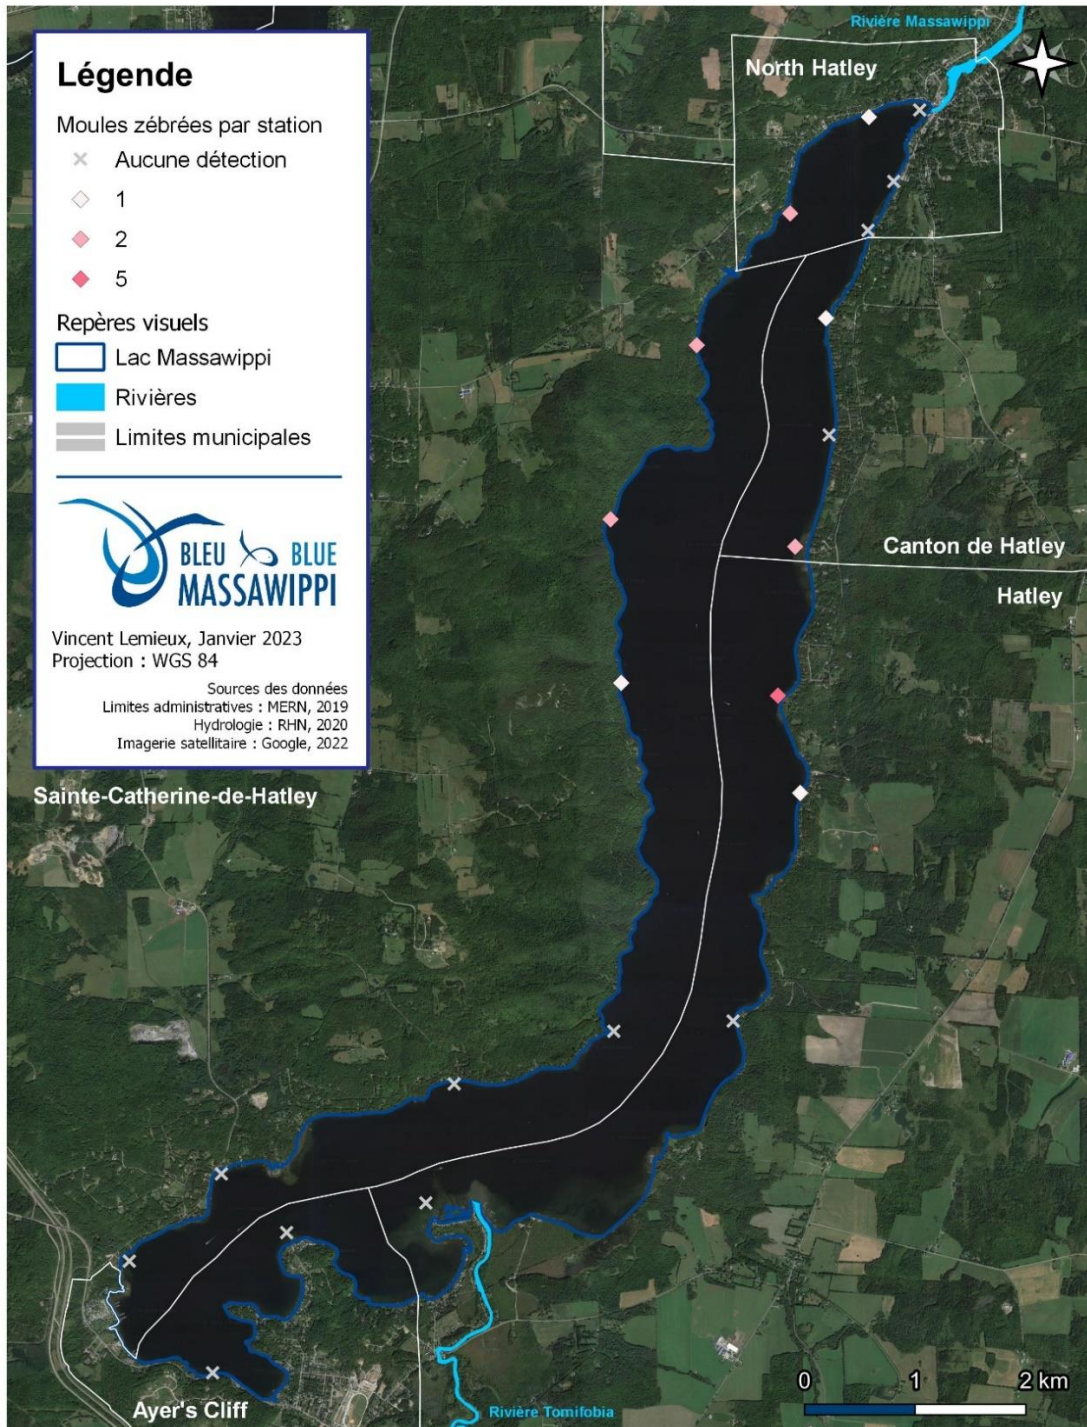 Légende
Moules zébrées par station
Aucune détection
1
2
5
Repères visuels
Lac Massawippi
Rivières
Limites municipales
BLEU BLUE
MASSAWIPPI
Vincent Lemieux, Janvier 2023
Projection : WGS 84
Sources des données
Limites administratives : MERN, 2019
Hydrologie : RHN, 2020
Imagerie satellitaire : Google, 2022
Rivière Massawippi
North Hatley
Canton de Hatley
Hatley
Sainte-Catherine-de-Hatley
Ayer's Cliff
Rivière Tomifobia
0 1 2 km